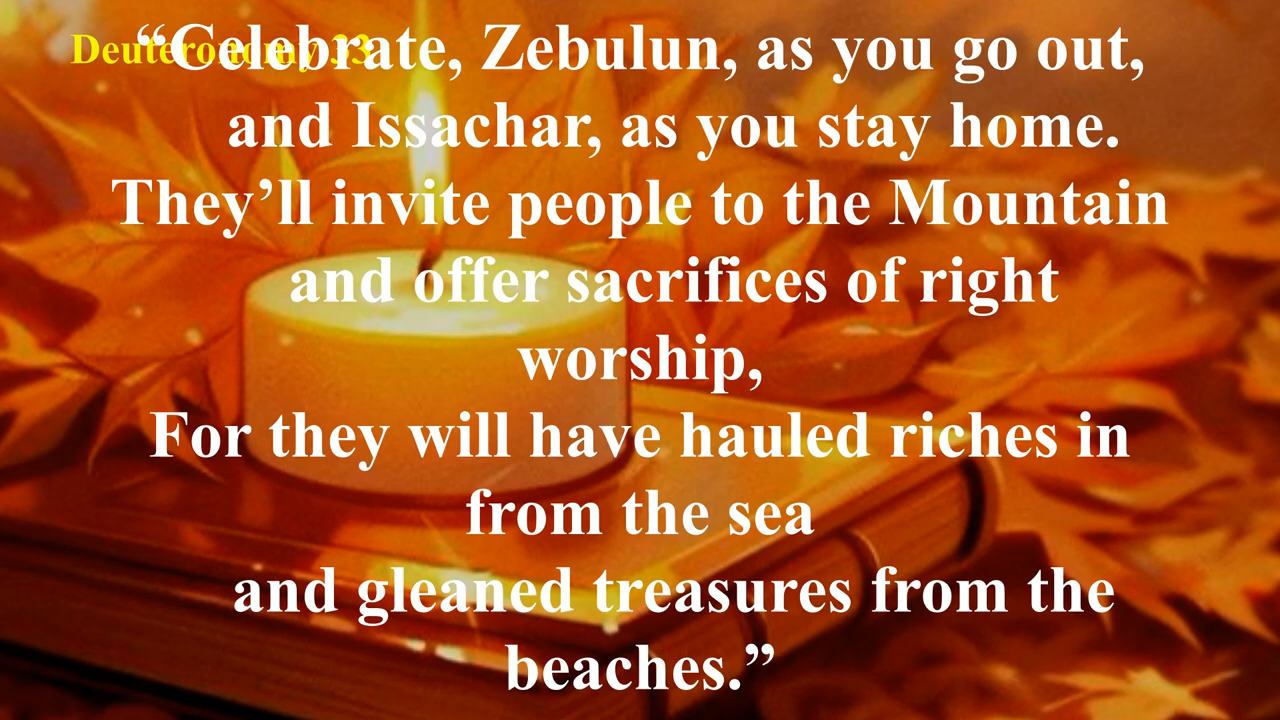 Deuteronomy 33
“Celebrate, Zebulun, as you go out,
and Issachar, as you stay home.
They’ll invite people to the Mountain
and offer sacrifices of right
worship,
For they will have hauled riches in
from the sea
and gleaned treasures from the
beaches.”